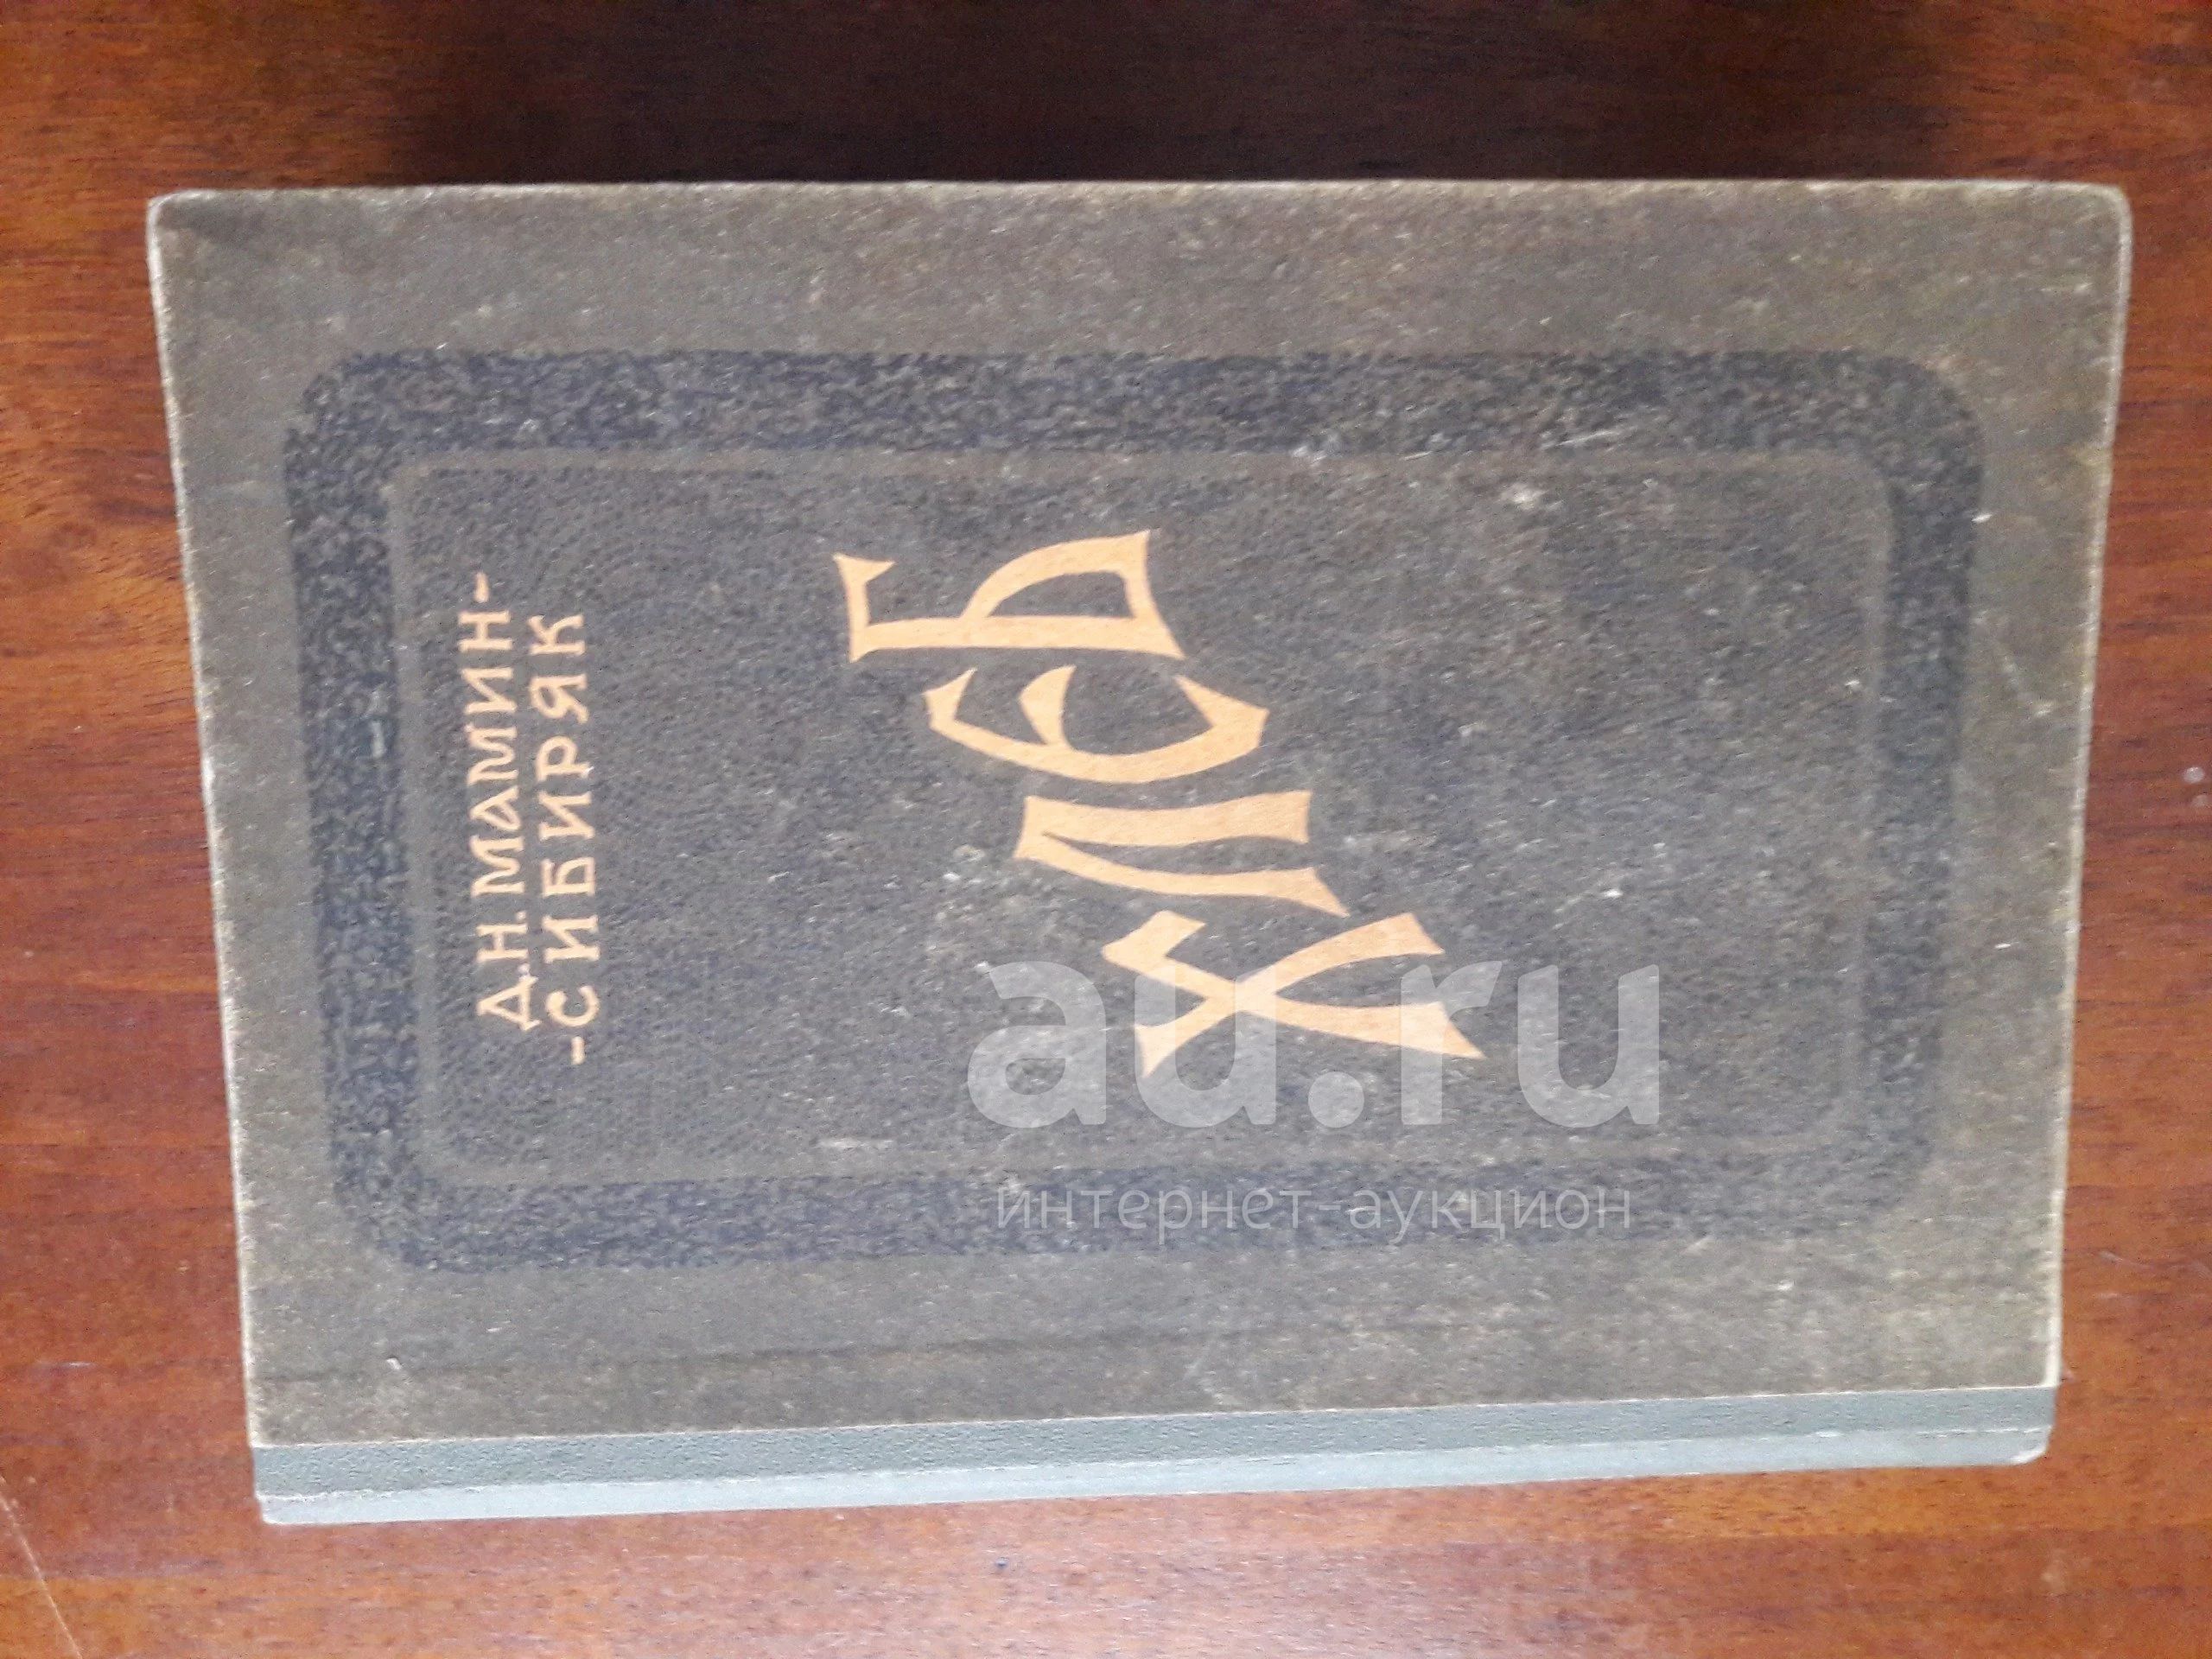 Д.Н. МАМИН-
-СИБИРЯК
ХЛЕБ
au.ru
интернет-аукцион